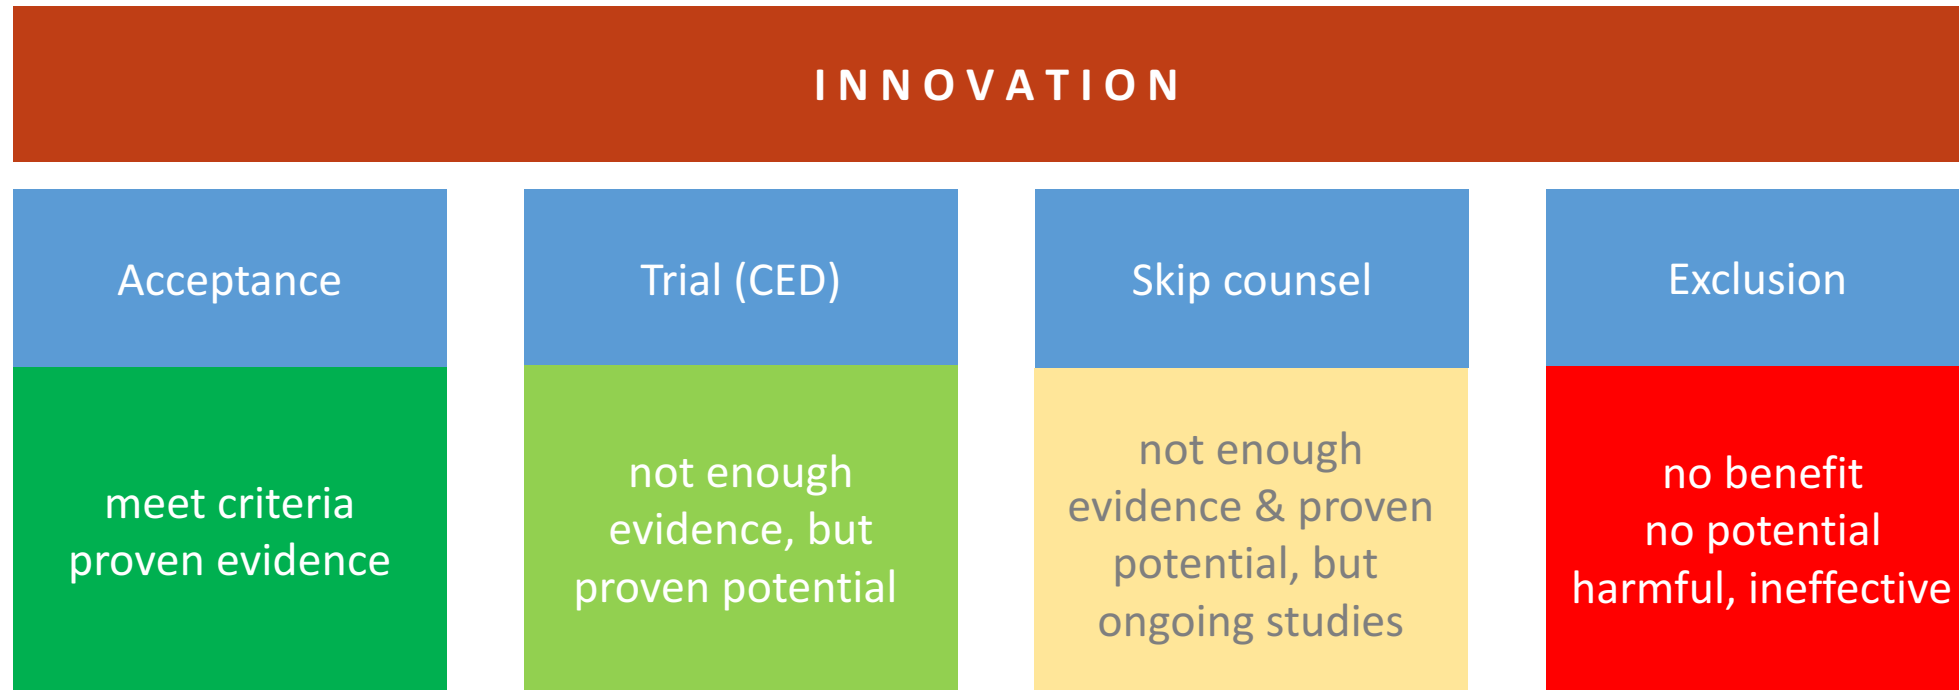 INNOVATION
Acceptance
meet criteria
proven evidence
Trial (CED)
not enough
evidence, but
proven potential
Skip counsel
not enough
evidence & proven
potential, but
ongoing studies
Exclusion
no benefit
no potential
harmful, ineffective